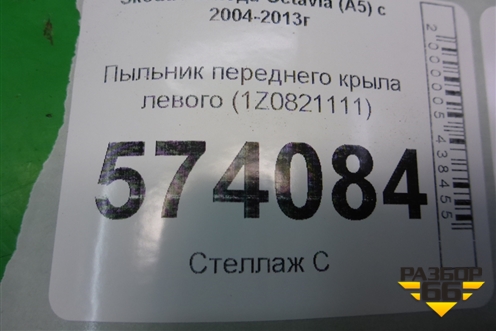 Octavia (A5) с
2004-2013г
Пыльник переднего крыла
левого (1Z0821111)
574084
Стеллаж С
2000005438455
РАЗБОР
66